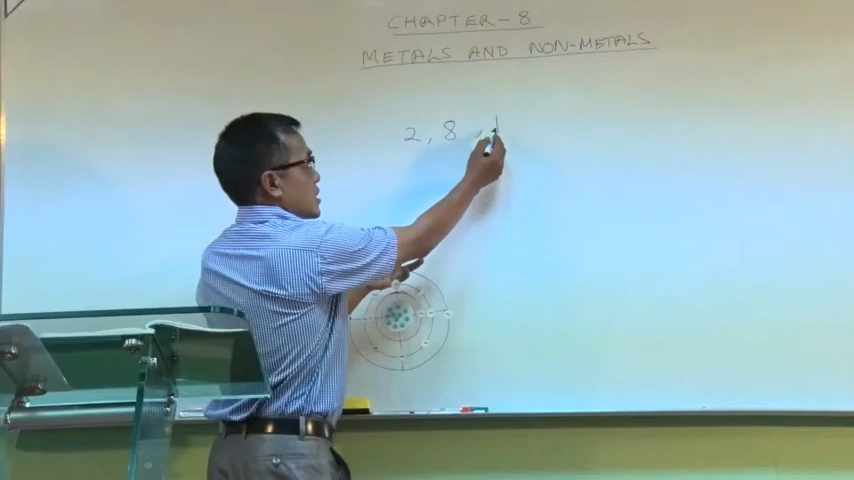 CHAPTER-8
METALS AND NON-METALS
2, 8, 1